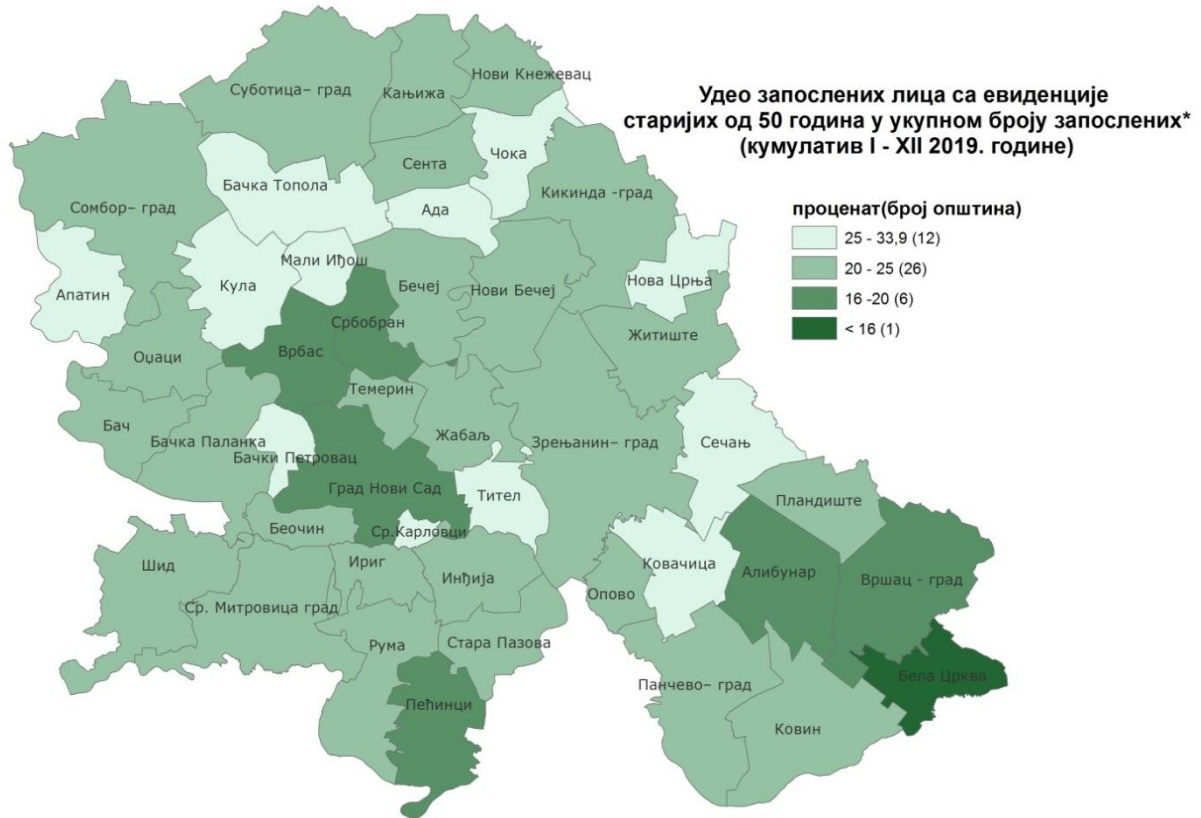 Удео запослених лица са евиденције
старијих од 50 година у укупном броју запослених*
(кумулатив I - XII 2019. године)
проценат(број општина)
25 - 33,9 (12)
20 - 25 (26)
16 -20 (6)
< 16 (1)
Суботица– град
Кањижа
Нови Кнежевац
Чока
Сента
Бачка Топола
Ада
Кикинда -град
Сомбор– град
Мали Иђош
Бечеј
Нови Бечеј
Нова Црња
Апатин
Кула
Србобран
Житиште
Врбас
Оџаци
Темерин
Бач
Бачка Паланка
Жабаљ
Зрењанин– град
Сечањ
Бачки Петровац
Град Нови Сад
Тител
Пландиште
Беочин
Ср.Карловци
Шид
Ириг
Инђија
Ковачица
Алибунар
Вршац - град
Опово
Ср. Митровица град
Рума
Стара Пазова
Бела Црква
Панчево– град
Пећинци
Ковин